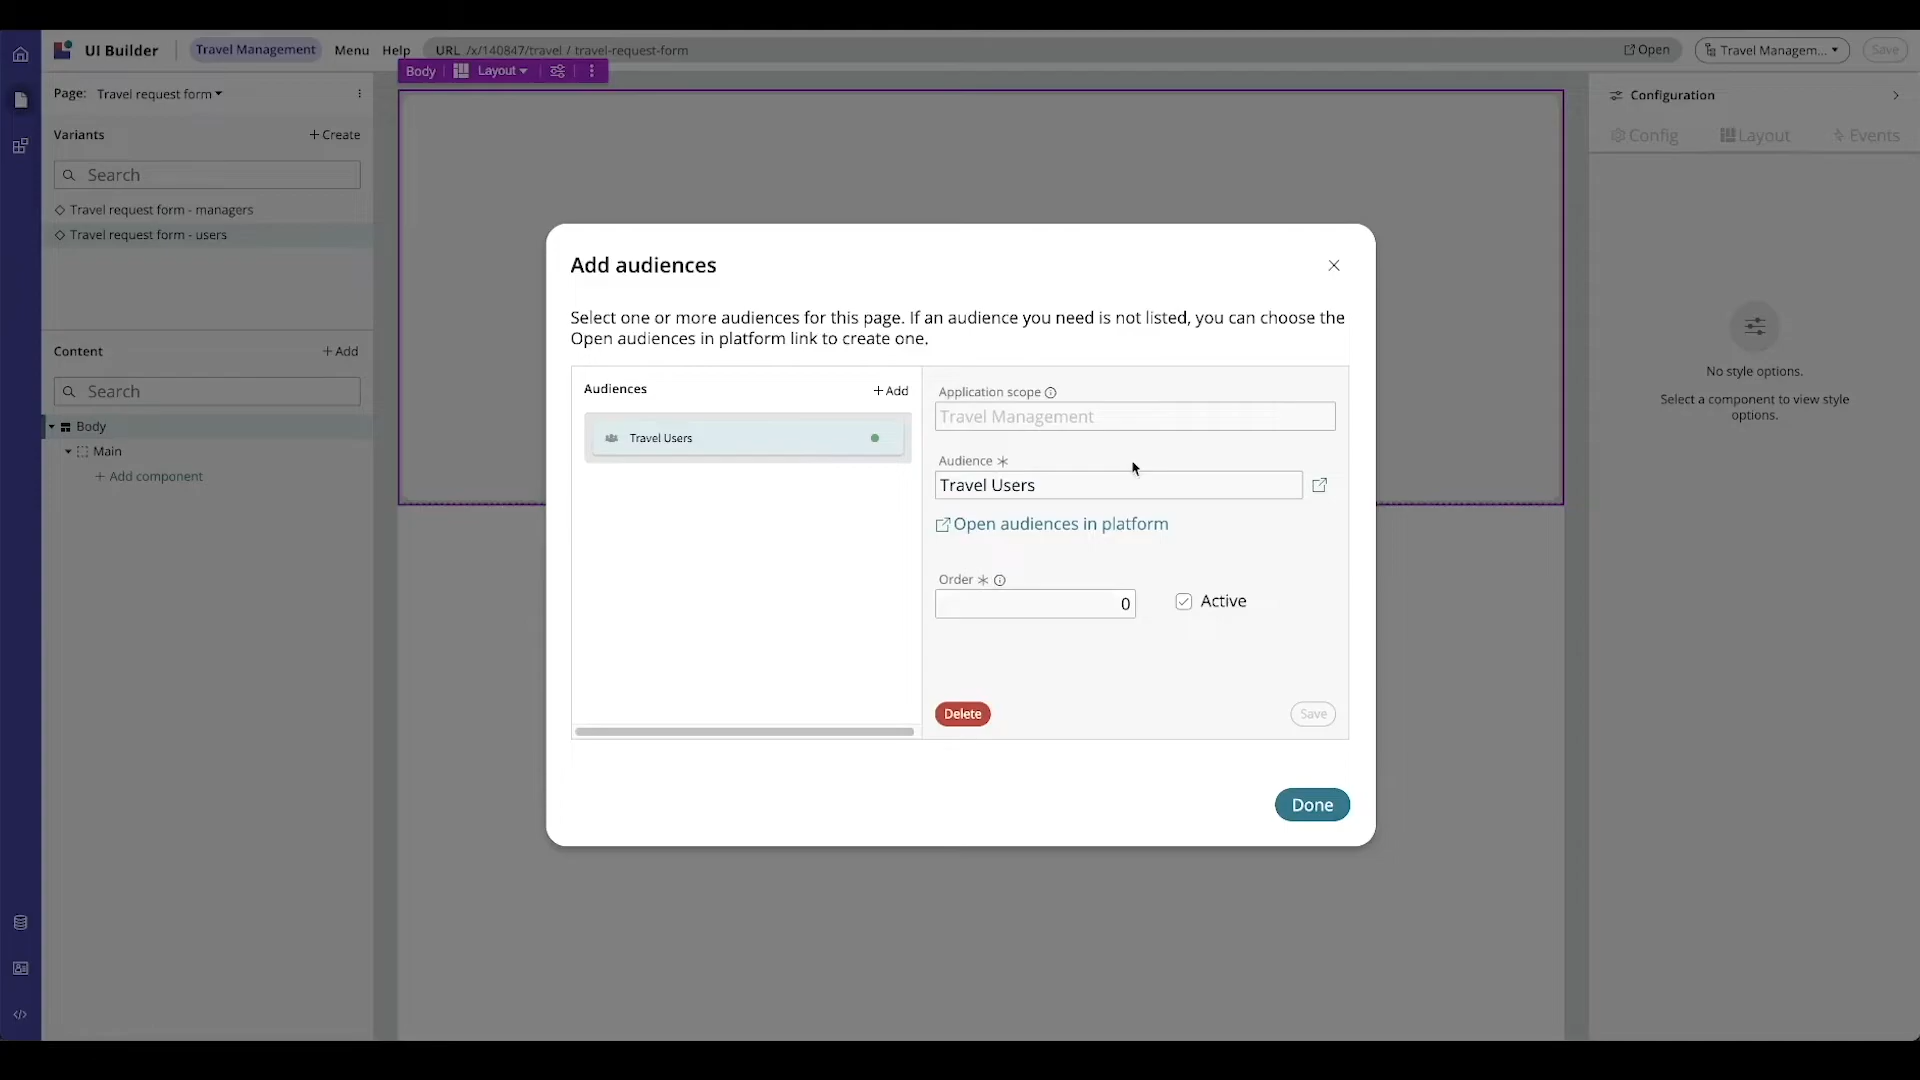 UI Builder
Travel Management
Menu
Help
URL /x/140847/travel / travel-request-form
Open
Travel Managem...
Save
Body
Layout
Page: Travel request form
Variants
+ Create
Search
Travel request form - managers
Travel request form - users
Content
+ Add
Search
Body
Main
+ Add component
Configuration
Config
Layout
Events
No style options.
Select a component to view style
options.
Add audiences
Select one or more audiences for this page. If an audience you need is not listed, you can choose the
Open audiences in platform link to create one.
Audiences
+ Add
Travel Users
Application scope
Travel Management
Audience *
Travel Users
Open audiences in platform
Order *
0
Active
Delete
Save
Done